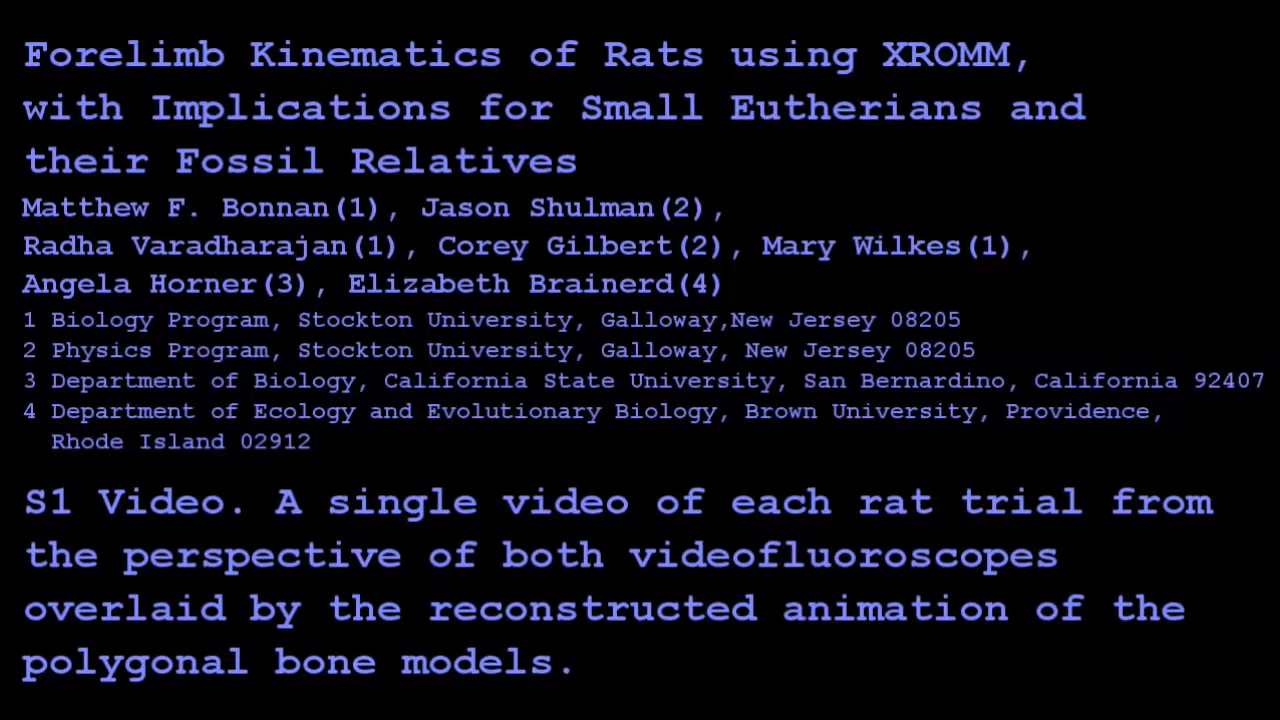 Forelimb Kinematics of Rats using XROMM,
with Implications for Small Eutherians and
their Fossil Relatives
Matthew F. Bonnan(1), Jason Shulman(2),
Radha Varadharajan(1), Corey Gilbert(2), Mary Wilkes(1),
Angela Horner(3), Elizabeth Brainerd(4)
1 Biology Program, Stockton University, Galloway,New Jersey 08205
2 Physics Program, Stockton University, Galloway, New Jersey 08205
3 Department of Biology, California State University, San Bernardino, California 92407
4 Department of Ecology and Evolutionary Biology, Brown University, Providence,
Rhode Island 02912
S1 Video. A single video of each rat trial from
the perspective of both videofluoroscopes
overlaid by the reconstructed animation of the
polygonal bone models.